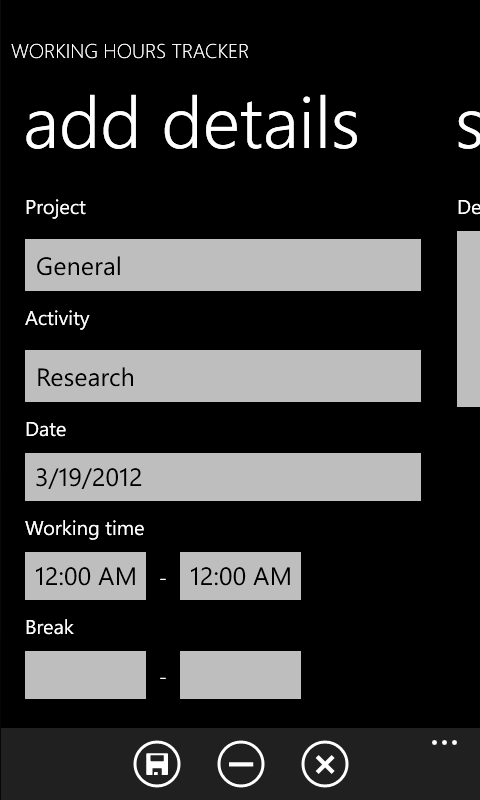 WORKING HOURS TRACKER
add details
Project
De
General
Activity
Research
Date
3/19/2012
Working time
12:00 AM - 12:00 AM
Break
-